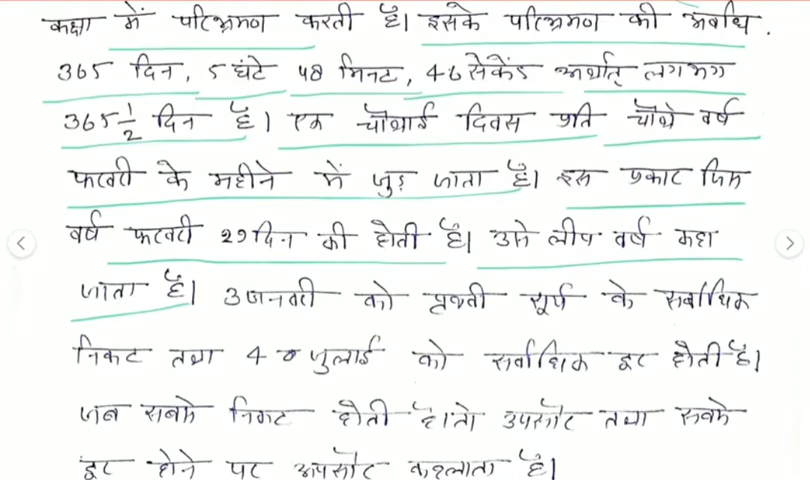 कक्षा में परिभ्रमण करती है। इसके परिभ्रमण की अवधि
365 दिन, 5 घंटे 48 मिनट, 46 सेकेंड अर्थात् लगभग
365 1/2 दिन है। एक चौथाई दिवस प्रति चौथे वर्ष
फरवरी के महीने में जुड़ जाता है। इस प्रकार जिस
वर्ष फरवरी 29 दिन की होती है। उसे लीप वर्ष कहा
जाता है। 3 जनवरी को पृथ्वी सूर्य के सर्वाधिक
निकट तथा 4 जुलाई को सर्वाधिक दूर होती है।
जब सबसे निकट होती है। तो उपसौर तथा सबसे
दूर होने पर अपसौर कहलाता है।